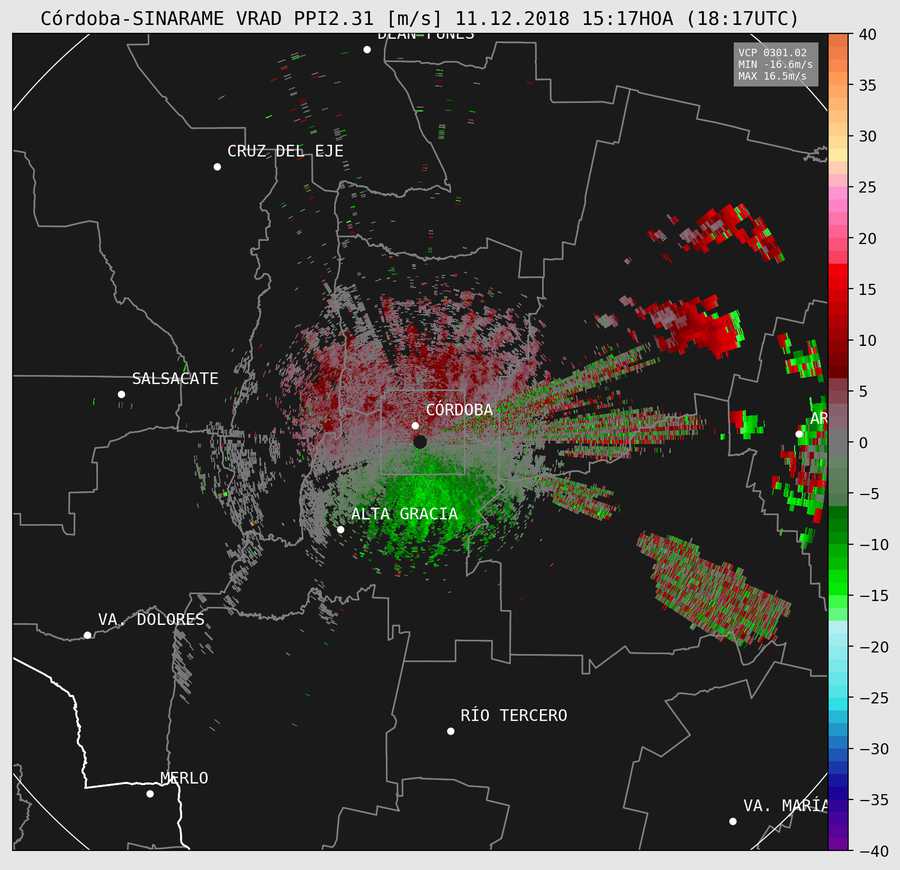 Córdoba-SINARAME VRAD PPI2.31 [m/s] 11.12.2018 15:17HOA (18:17UTC)
DEAN FUNES
VCP 0301.02
MIN -16.6m/s
MAX 16.5m/s
CRUZ DEL EJE
SALSACATE
CÓRDOBA
AR
ALTA GRACIA
VA. DOLORES
RÍO TERCERO
MERLO
VA. MARÍA
40
35
30
25
20
15
10
5
0
−5
−10
−15
−20
−25
−30
−35
−40